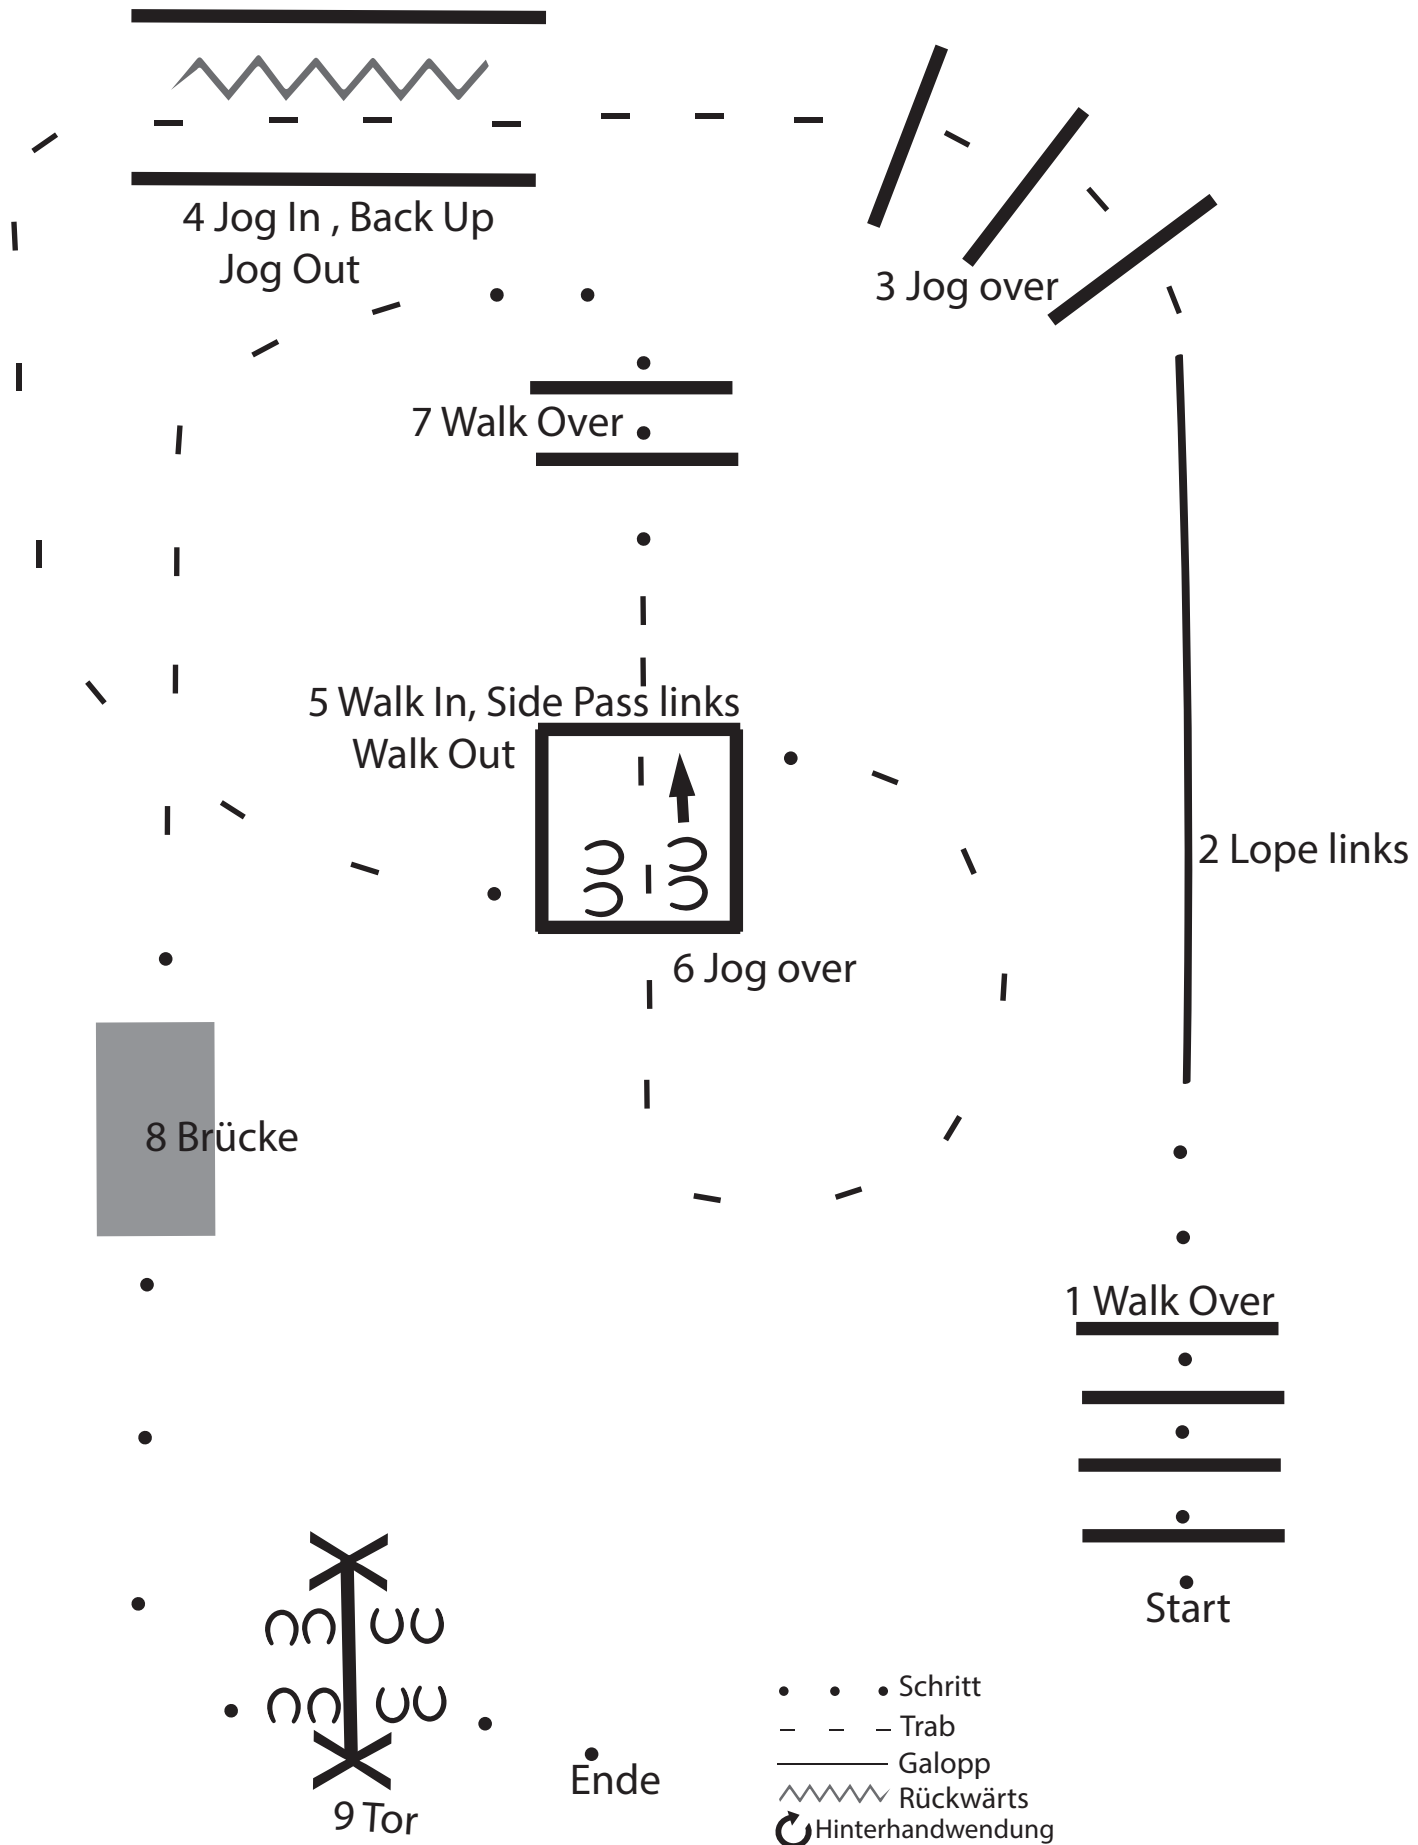 4 Jog In , Back Up
Jog Out
3 Jog over
7 Walk Over
5 Walk In, Side Pass links
Walk Out
2 Lope links
6 Jog over
8 Brücke
1 Walk Over
Start
9 Tor
Ende
Schritt
Trab
Galopp
Rückwärts
Hinterhandwendung